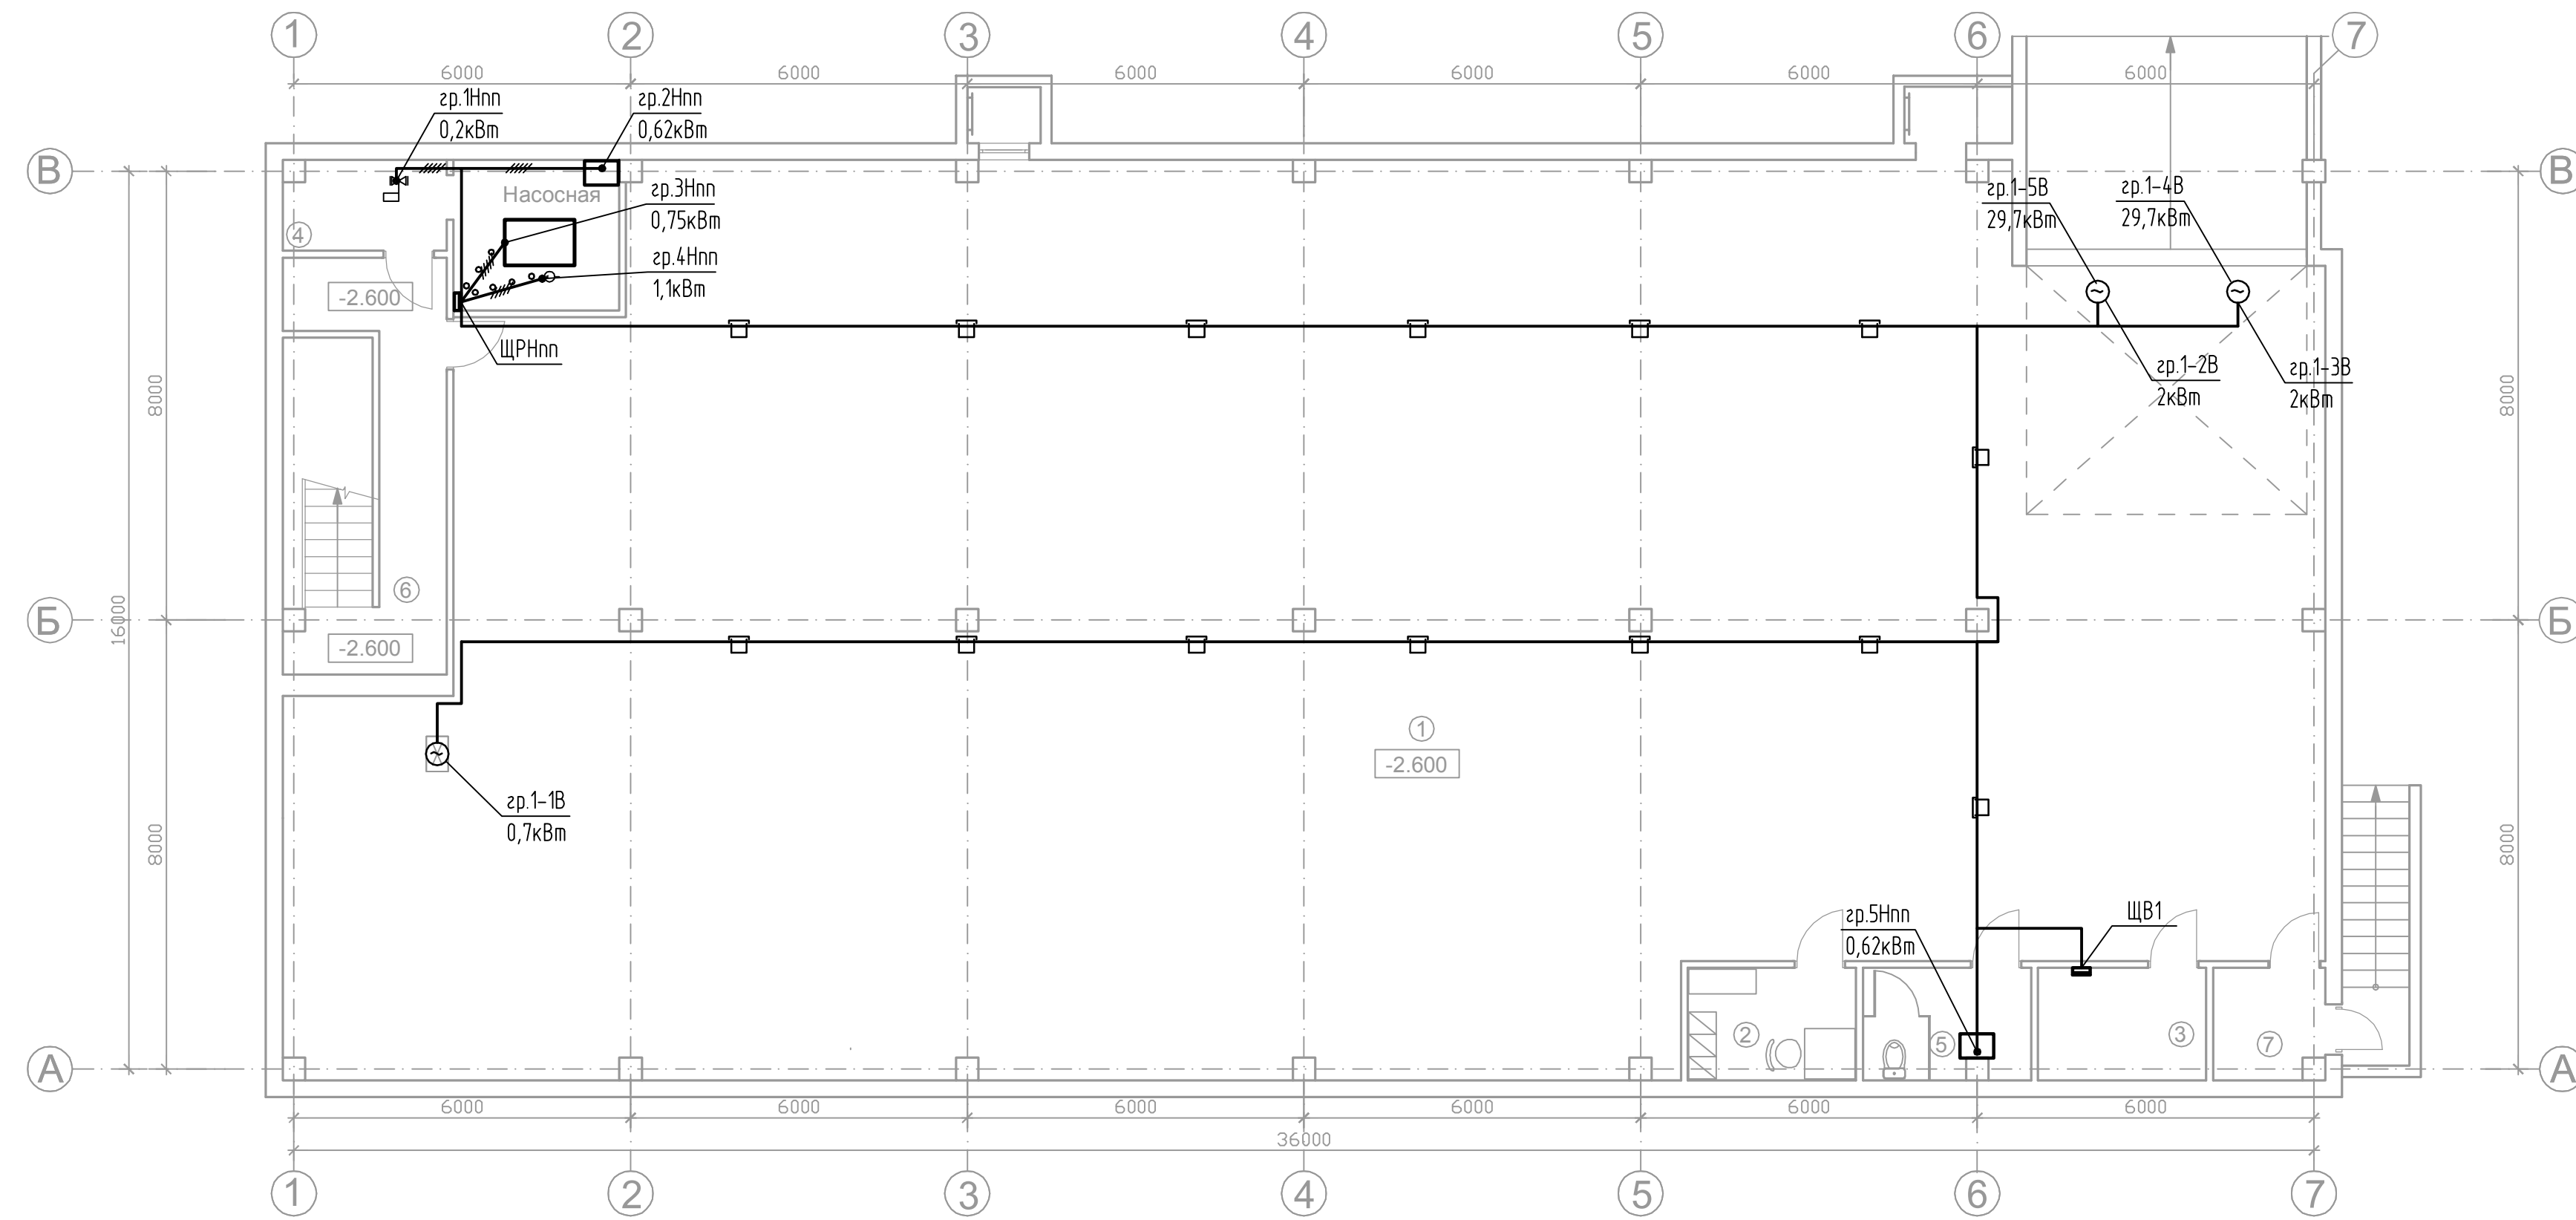 1 2 3 4 5 6 7
6000 6000 6000 6000 6000 6000
гр.1Нпп
0,2кВт
гр.2Нпп
0,62кВт
В
В
Насосная
гр.3Нпп
0,75кВт
гр.1-5В
29,7кВт
гр.1-4В
29,7кВт
4
гр.4Нпп
1,1кВт
-2.600
ЩРНпп
гр.1-2В
2кВт
гр.1-3В
2кВт
8000
8000
6
Б
16000
Б
-2.600
1
-2.600
гр.1-1В
0,7кВт
8000
8000
гр.5Нпп
0,62кВт
ЩВ1
2
5
3
7
А
А
6000 6000 6000 6000 6000 6000
36000
1 2 3 4 5 6 7